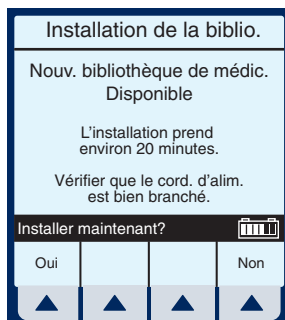 Installation de la biblio.
Nouv. bibliothèque de médic.
Disponible
L'installation prend
environ 20 minutes.
Vérifier que le cord. d'alim.
est bien branché.
Installer maintenant?
Oui
Non